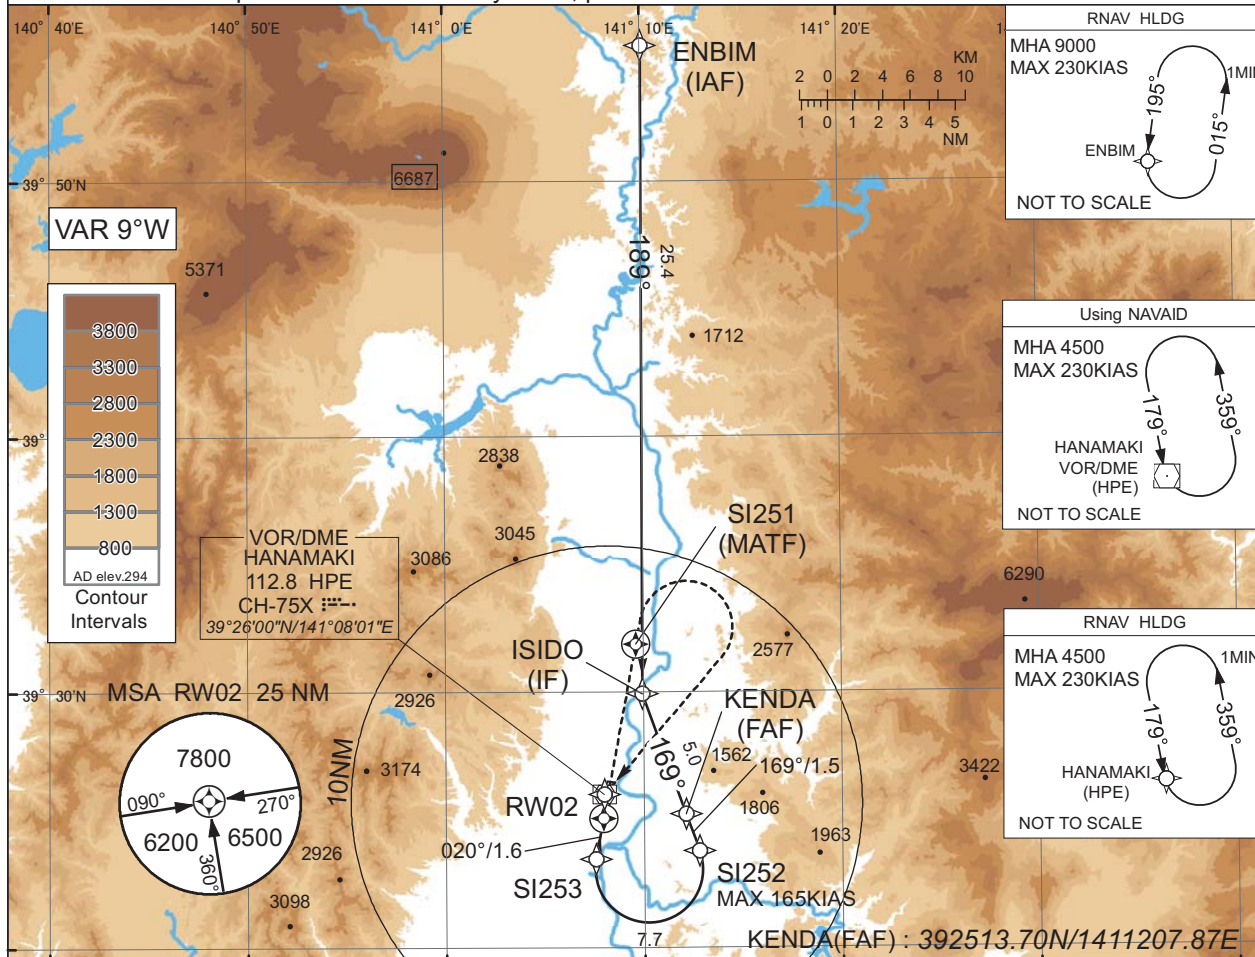 140° 40'E
140° 50'E
141° 0'E
141° 10'E
141° 20'E
ENBIM
(IAF)
KM
2 0 2 4 6 8 10
1 0 1 2 3 4 5
NM
RNAV HLDG
MHA 9000
MAX 230KIAS
1MIN
195°
015°
ENBIM
NOT TO SCALE
39° 50'N
6687
VAR 9°W
5371
189°
25.4
1712
3800
3300
2800
2300
1800
1300
800
AD elev.294
Contour
Intervals
Using NAVAID
MHA 4500
MAX 230KIAS
179°
359°
HANAMAKI
VOR/DME
(HPE)
NOT TO SCALE
39°
2838
3045
3086
VOR/DME
HANAMAKI
112.8 HPE
CH-75X
39°26'00"N/141°08'01"E
SI251
(MATF)
6290
2577
ISIDO
(IF)
39° 30'N
2926
KENDA
(FAF)
RNAV HLDG
MHA 4500
MAX 230KIAS
1MIN
179°
359°
HANAMAKI
(HPE)
NOT TO SCALE
MSA RW02 25 NM
7800
090°
270°
6200
6500
360°
10NM
3174
169°
5.0
1562
169°/1.5
1806
3422
RW02
020°/1.6
1963
2926
3098
SI253
SI252
MAX 165KIAS
7.7
KENDA(FAF) : 392513.70N/1411207.87E